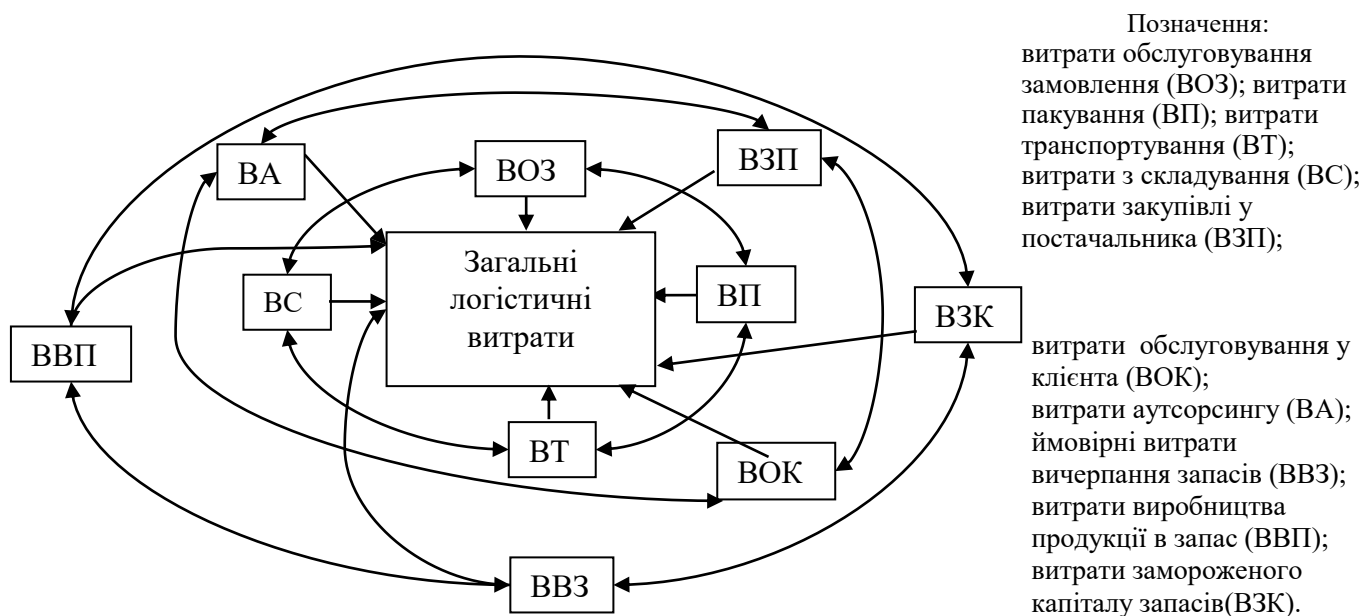 Позначення:
витрати обслуговування
замовлення (ВОЗ); витрати
пакування (ВП); витрати
транспортування (ВТ);
витрати з складування (ВС);
витрати закупівлі у
постачальника (ВЗП);
ВА
ВОЗ
ВЗП
Загальні
логістичні
витрати
ВС
ВП
ВЗК
ВВП
ВТ
ВОК
ВВЗ
витрати обслуговування у
клієнта (ВОК);
витрати аутсорсингу (ВА);
ймовірні витрати
вичерпання запасів (ВВЗ);
витрати виробництва
продукції в запас (ВВП);
витрати замороженого
капіталу запасів(ВЗК).